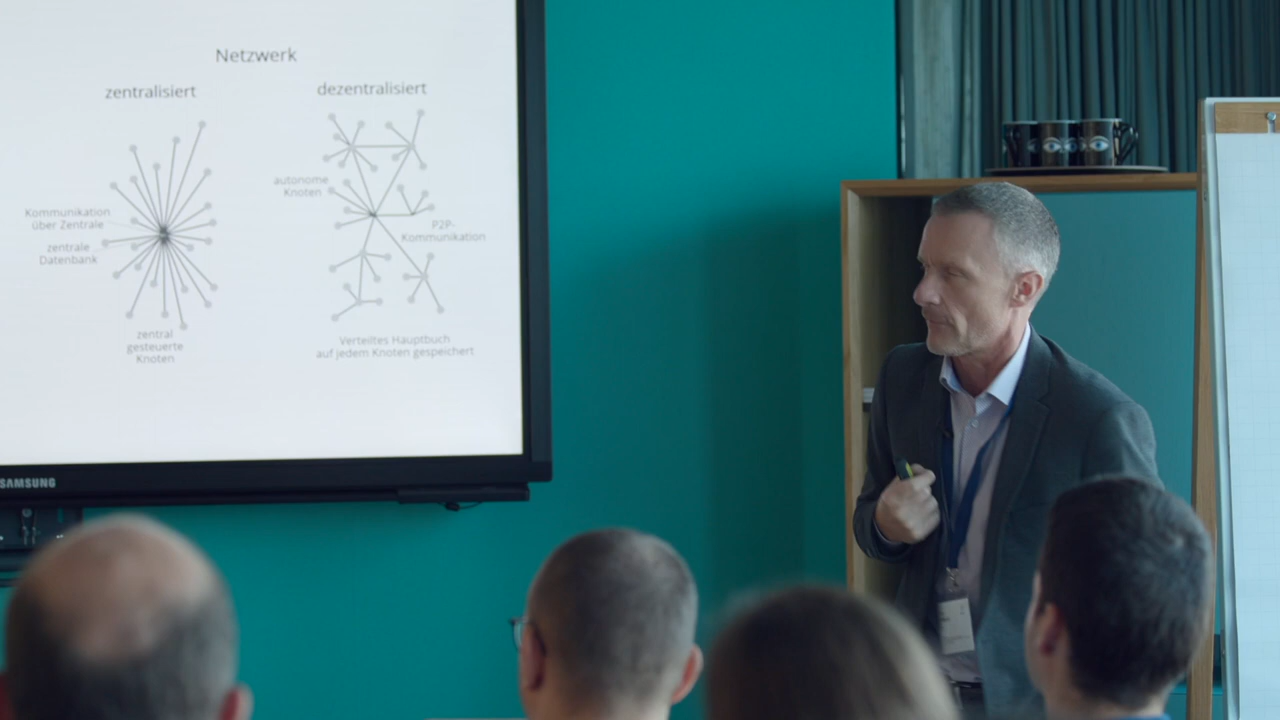 Netzwerk
zentralisiert
dezentralisiert
autonome
Knoten
Kommunikation
über Zentrale
P2P-
Kommunikation
zentrale
Datenbank
zentral
gesteuerte
Knoten
Verteiltes Hauptbuch
auf jedem Knoten gespeichert
SAMSUNG